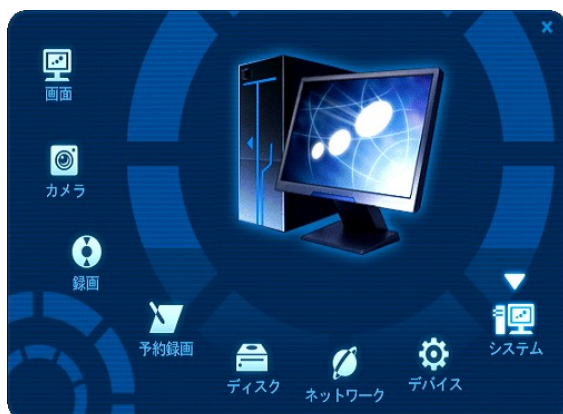 画面
カメラ
録画
予約録画
ディスク
ネットワーク
デバイス
システム